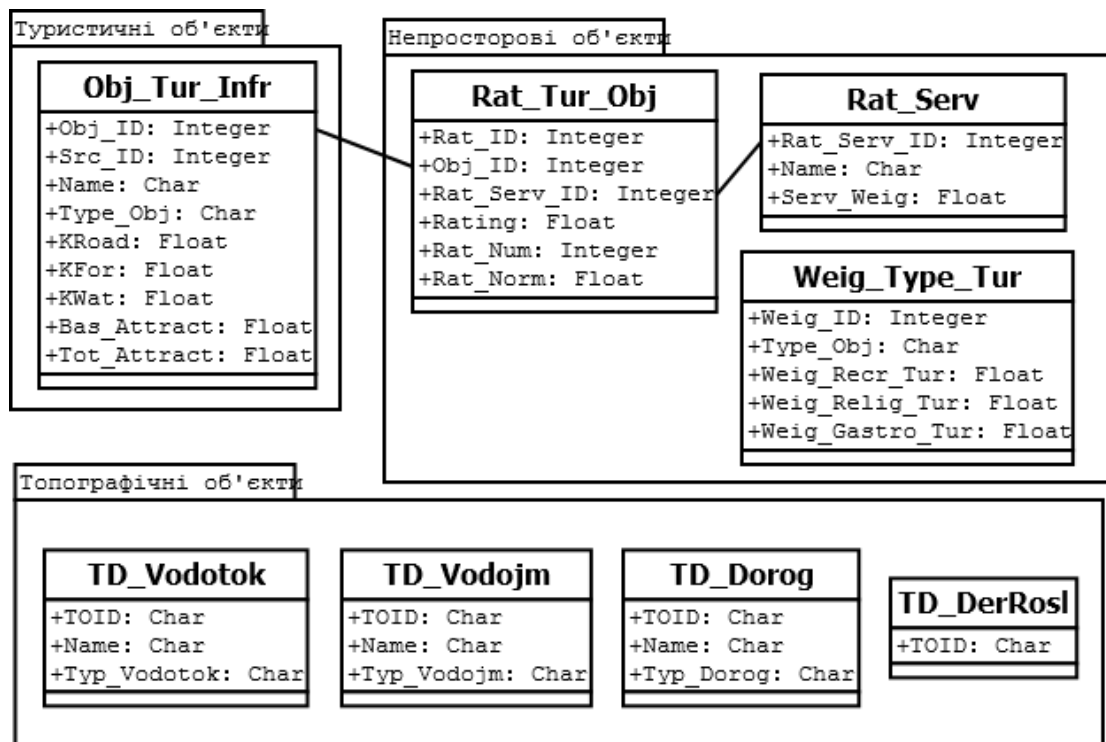 Туристичні об'єкти
Obj_Tur_Infr
+Obj_ID: Integer
+Src_ID: Integer
+Name: Char
+Type_Obj: Char
+KRoad: Float
+KFor: Float
+KWat: Float
+Bas_Attract: Float
+Tot_Attract: Float
Непросторові об'єкти
Rat_Tur_Obj
+Rat_ID: Integer
+Obj_ID: Integer
+Rat_Serv_ID: Integer
+Rating: Float
+Rat_Num: Integer
+Rat_Norm: Float
Rat_Serv
+Rat_Serv_ID: Integer
+Name: Char
+Serv_Weig: Float
Weig_Type_Tur
+Weig_ID: Integer
+Type_Obj: Char
+Weig_Recr_Tur: Float
+Weig_Relig_Tur: Float
+Weig_Gastro_Tur: Float
Топографічні об'єкти
TD_Vodotok
+TOID: Char
+Name: Char
+Typ_Vodotok: Char
TD_Vodojm
+TOID: Char
+Name: Char
+Typ_Vodojm: Char
TD_Dorog
+TOID: Char
+Name: Char
+Typ_Dorog: Char
TD_DerRosl
+TOID: Char